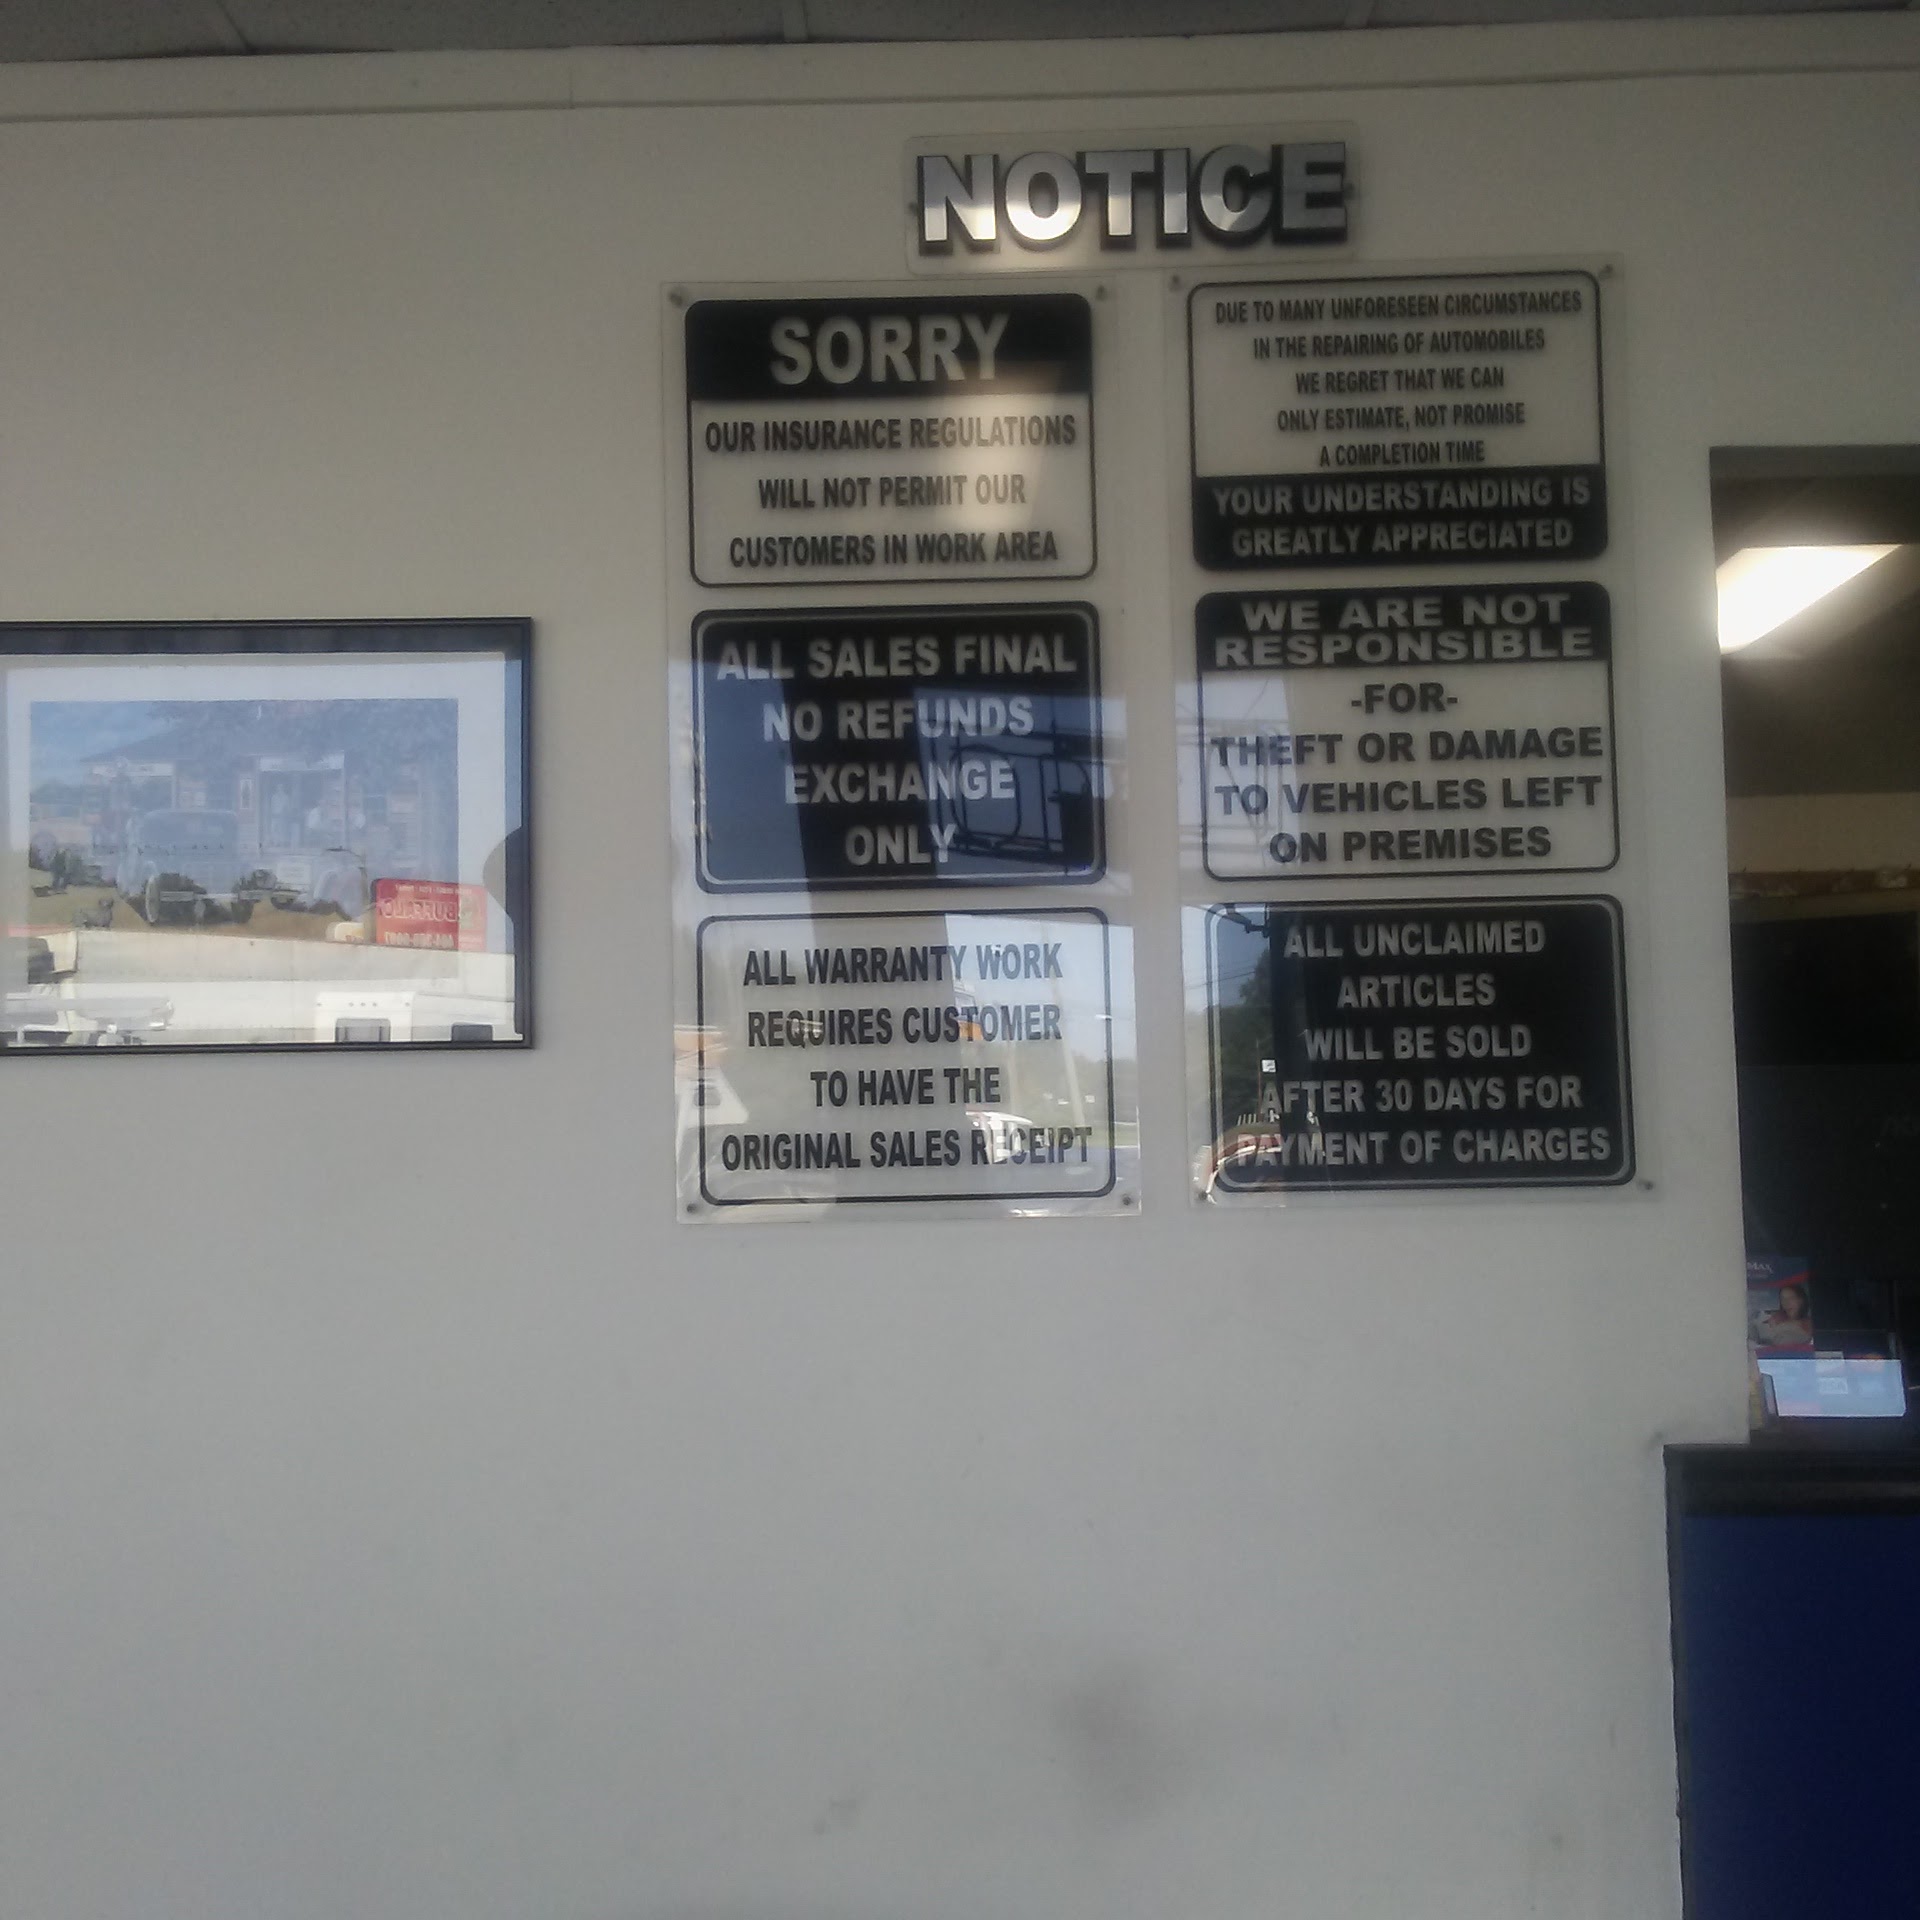 NOTICE
SORRY
OUR INSURANCE REGULATIONS
WILL NOT PERMIT OUR
CUSTOMERS IN WORK AREA
ALL SALES FINAL
NO REFUNDS
EXCHANGE
ONLY
ALL WARRANTY WORK
REQUIRES CUSTOMER
TO HAVE THE
ORIGINAL SALES RECEIPT
DUE TO MANY UNFORESEEN CIRCUMSTANCES
IN THE REPAIRING OF AUTOMOBILES
WE REGRET THAT WE CAN
ONLY ESTIMATE, NOT PROMISE
A COMPLETION TIME
YOUR UNDERSTANDING IS
GREATLY APPRECIATED
WE ARE NOT
RESPONSIBLE
-FOR-
THEFT OR DAMAGE
TO VEHICLES LEFT
ON PREMISES
ALL UNCLAIMED
ARTICLES
WILL BE SOLD
AFTER 30 DAYS FOR
PAYMENT OF CHARGES
BUFFALO